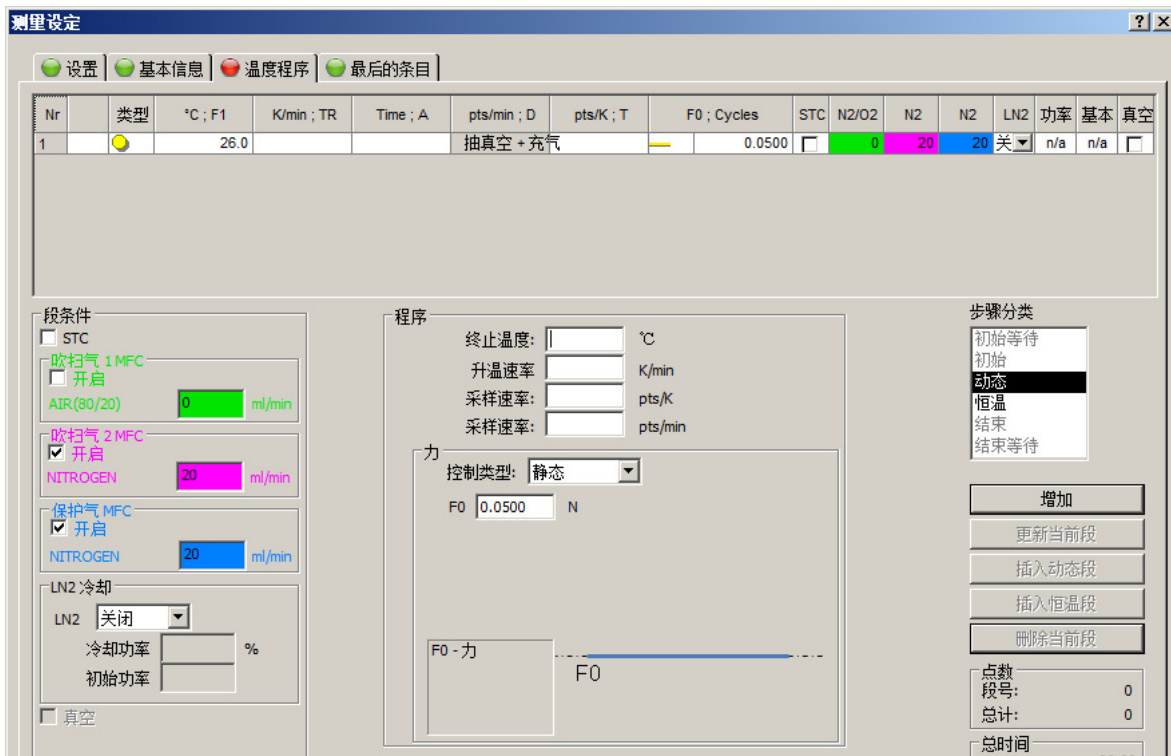 测量设定
设置 基本信息 温度程序 最后的条目
Nr 类型 °C ; F1 K/min ; TR Time ; A pts/min ; D pts/K ; T F0 ; Cycles STC N2/O2 N2 N2 LN2 功率 基本 真空
1 26.0 抽真空 + 充气 0.0500 0 20 20 关 n/a n/a
段条件
STC
吹扫气 1 MFC
开启
AIR(80/20) 0 ml/min
吹扫气 2 MFC
开启
NITROGEN 20 ml/min
保护气 MFC
开启
NITROGEN 20 ml/min
LN2 冷却
LN2 关闭
冷却功率 %
初始功率
真空
程序
终止温度: ℃
升温速率 K/min
采样速率: pts/K
采样速率: pts/min
力
控制类型: 静态
F0 0.0500 N
F0 - 力
F0
步骤分类
初始等待
初始
动态
恒温
结束
结束等待
增加
更新当前段
插入动态段
插入恒温段
删除当前段
点数
段号: 0
总计: 0
总时间